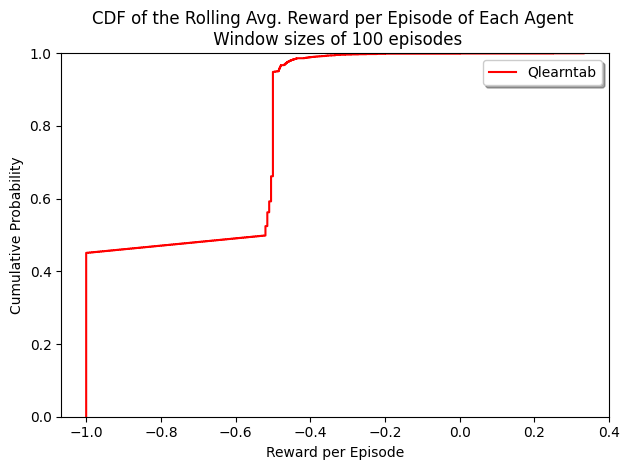 CDF of the Rolling Avg. Reward per Episode of Each Agent
Window sizes of 100 episodes
Qlearntab
Cumulative Probability
1.0
0.8
0.6
0.4
0.2
0.0
−1.0 −0.8 −0.6 −0.4 −0.2 0.0 0.2 0.4
Reward per Episode